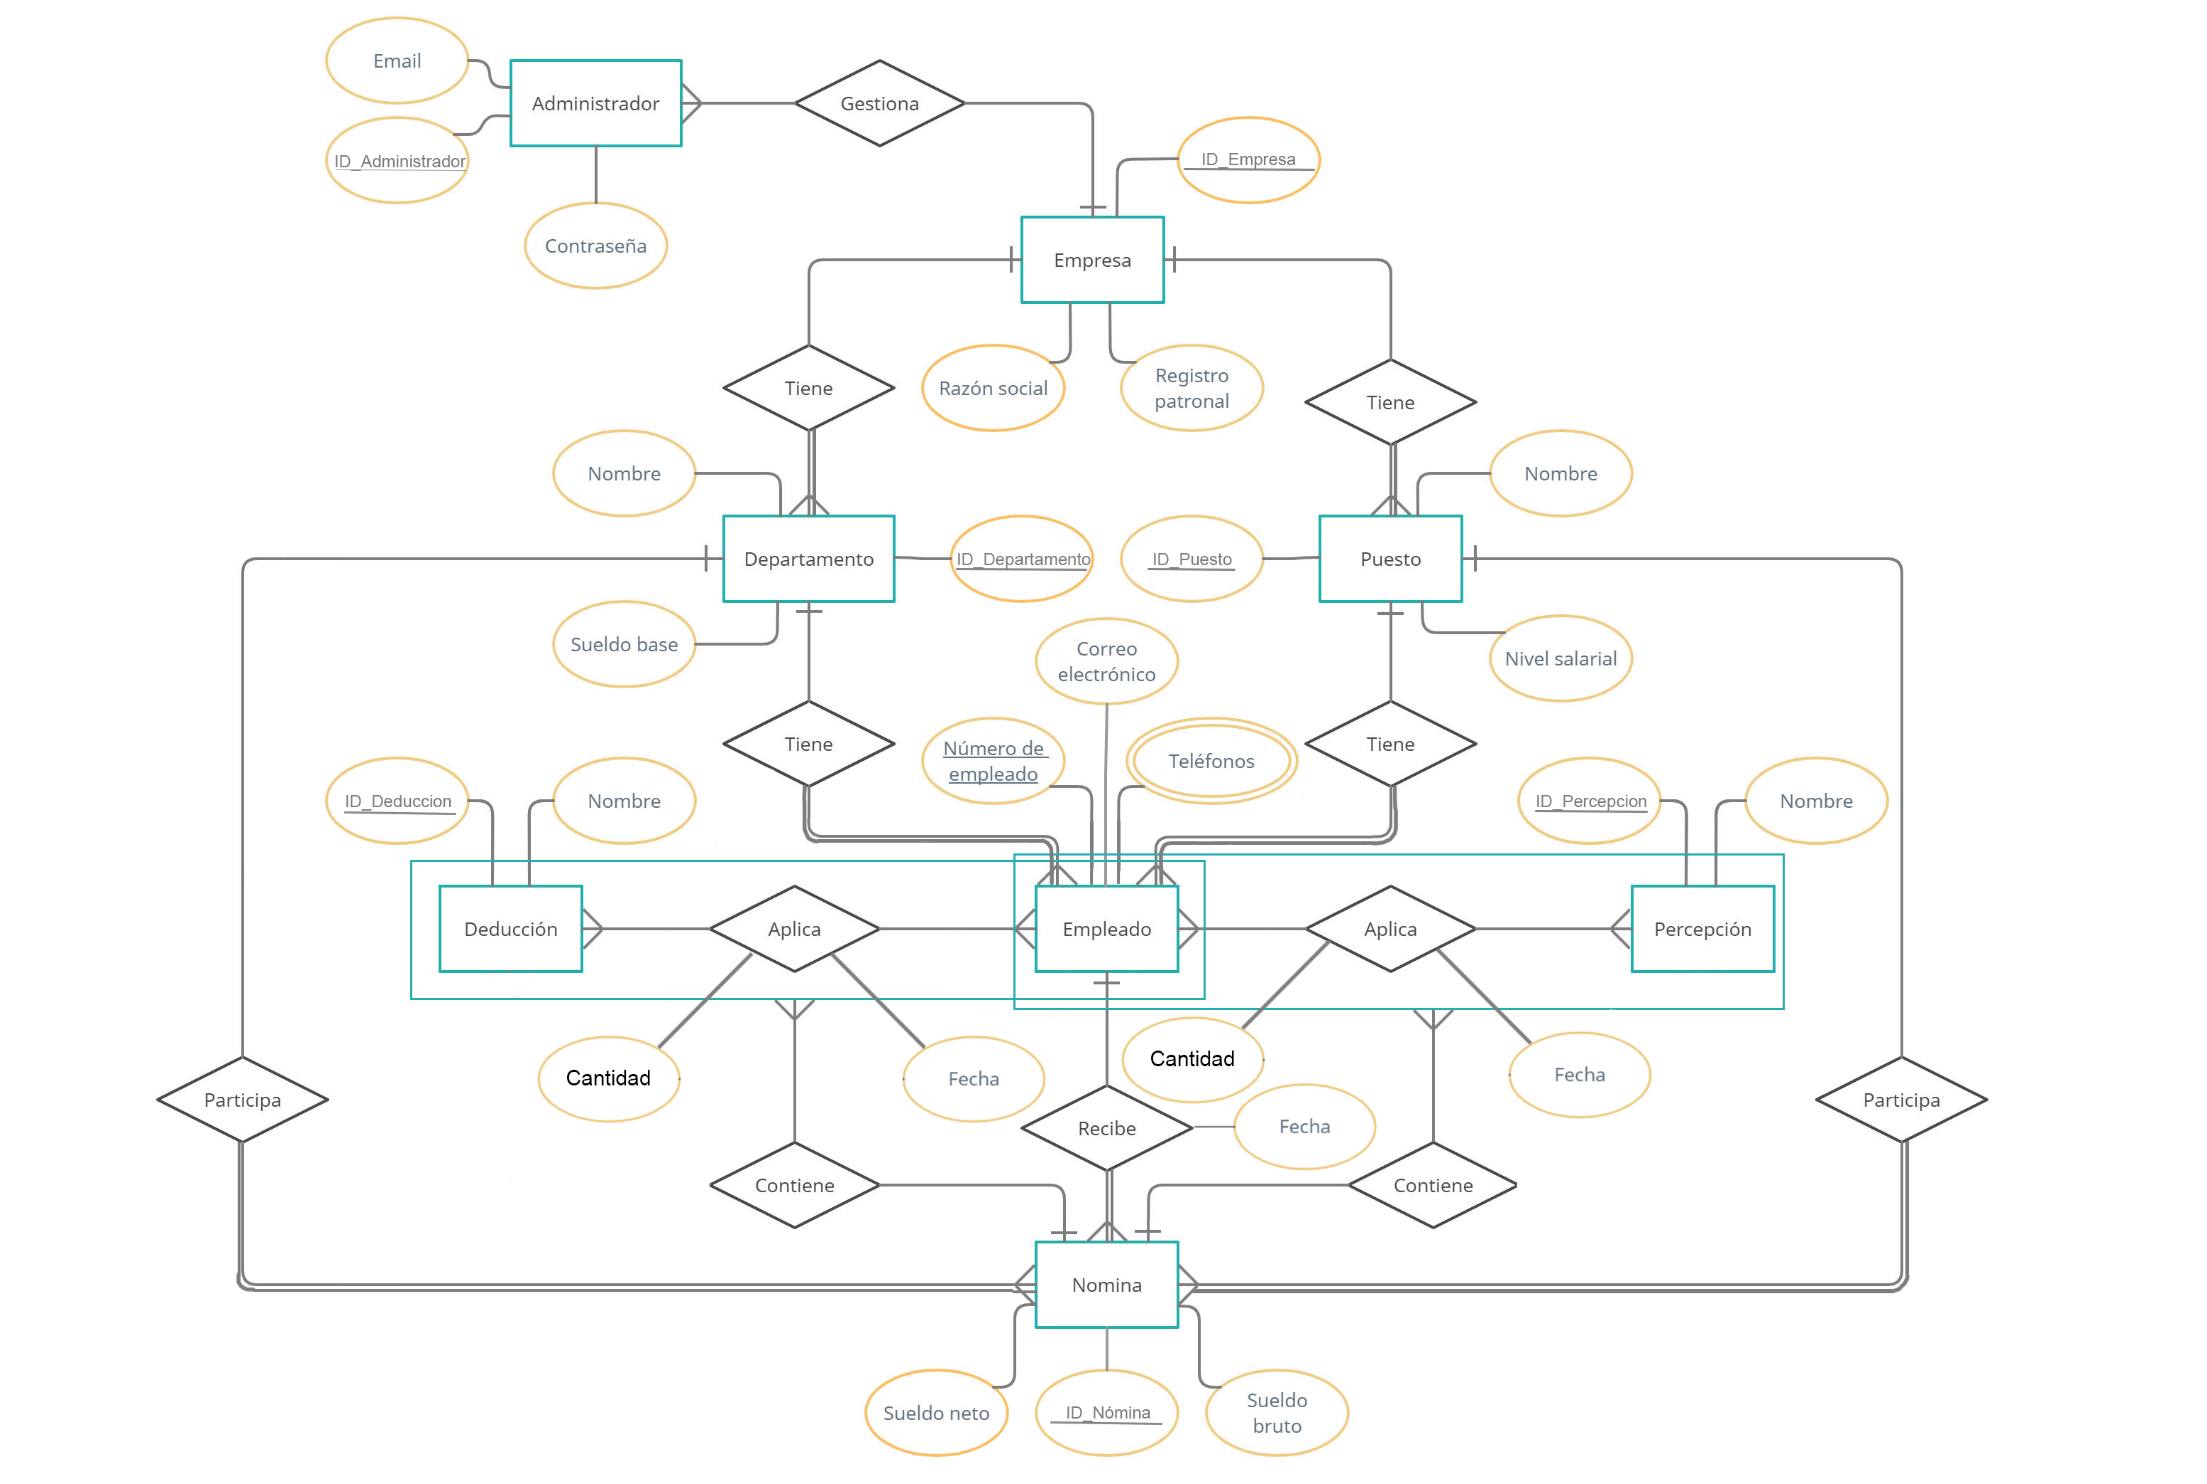 Email
Administrador
Gestiona
ID_Administrador
ID_Empresa
Contraseña
Empresa
Tiene
Razón social
Registro
patronal
Tiene
Nombre
Nombre
Departamento
ID_Departamento
ID_Puesto
Puesto
Sueldo base
Correo
electrónico
Nivel salarial
Tiene
Número de
empleado
Teléfonos
Tiene
ID_Deduccion
Nombre
ID_Percepcion
Nombre
Deducción
Aplica
Empleado
Aplica
Percepción
Cantidad
Fecha
Cantidad
Fecha
Participa
Recibe
Fecha
Participa
Contiene
Contiene
Nomina
Sueldo neto
ID_Nómina
Sueldo
bruto